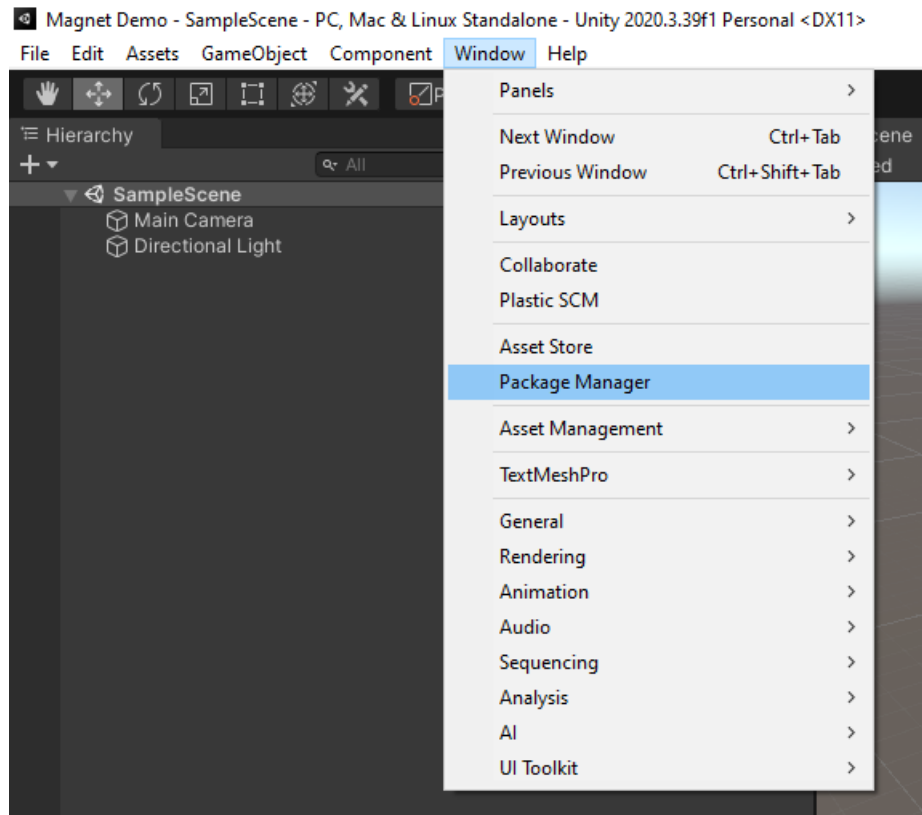 Magnet Demo - SampleScene - PC, Mac & Linux Standalone - Unity 2020.3.39f1 Personal <DX11>
File Edit Assets GameObject Component Window Help
Hierarchy
All
SampleScene
Main Camera
Directional Light
Panels
Next Window Ctrl+Tab
Previous Window Ctrl+Shift+Tab
Layouts
Collaborate
Plastic SCM
Asset Store
Package Manager
Asset Management
TextMeshPro
General
Rendering
Animation
Audio
Sequencing
Analysis
AI
UI Toolkit